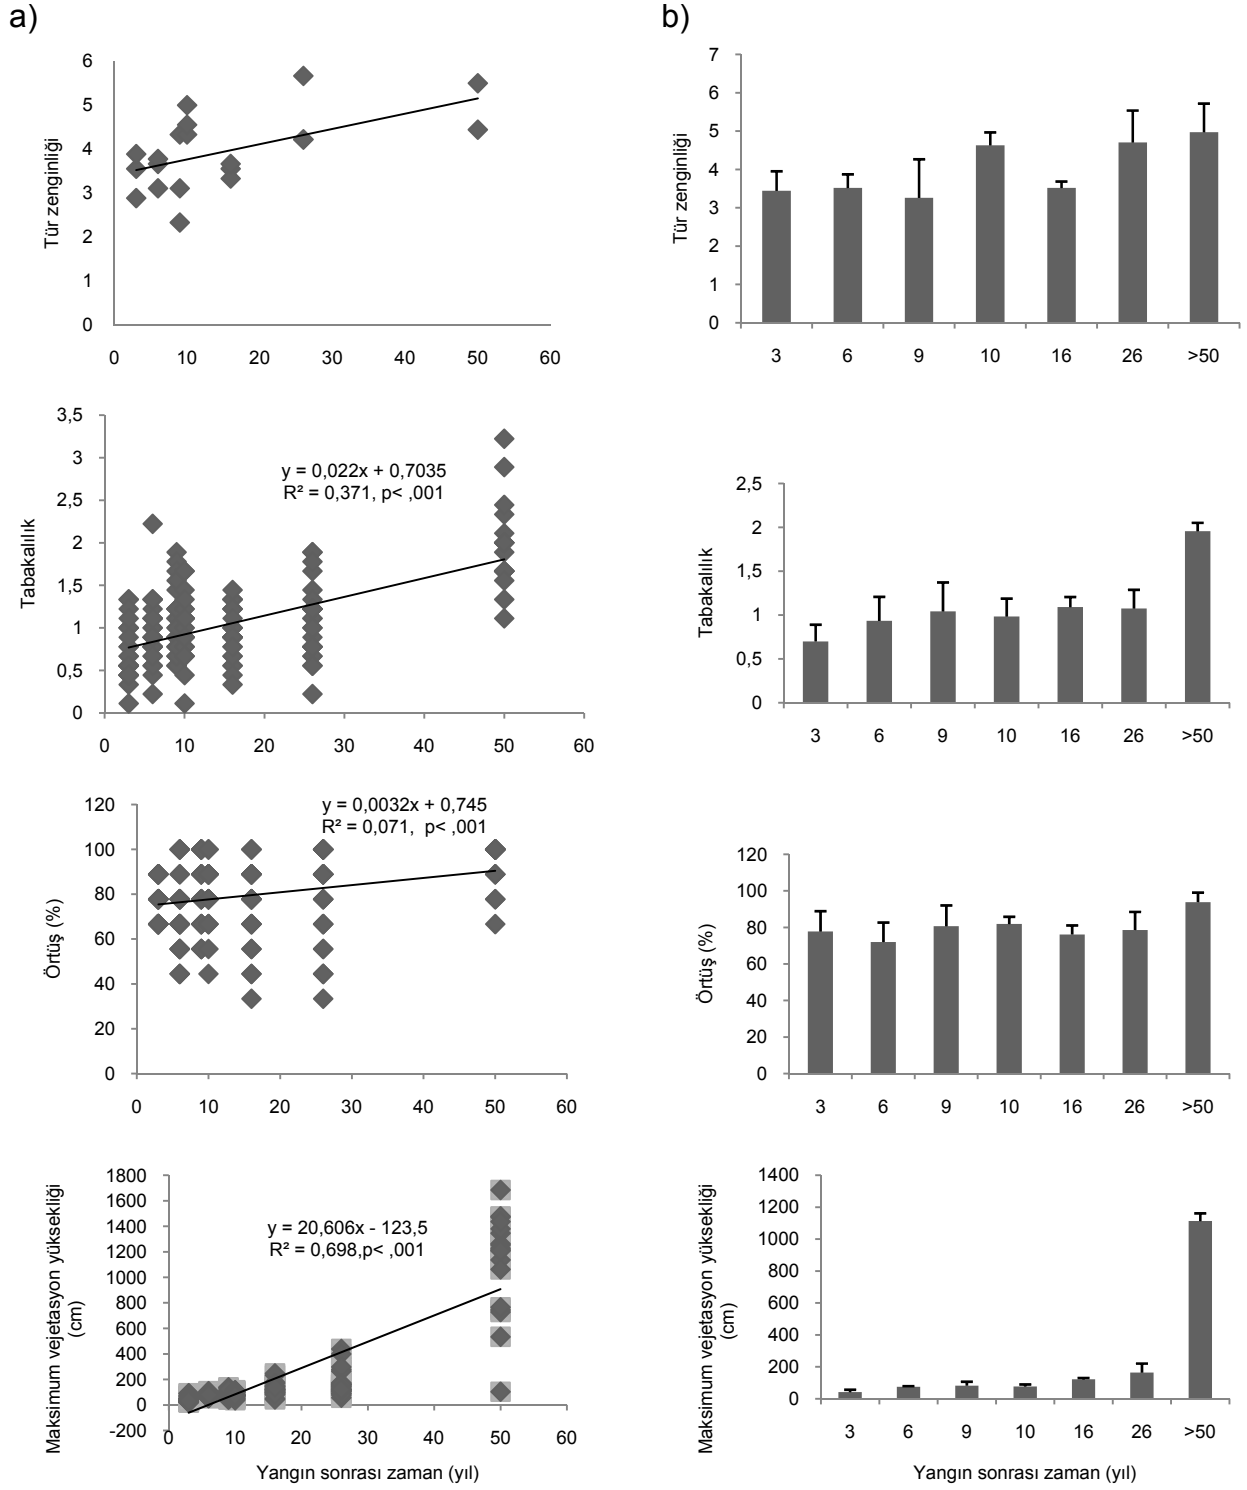 a)
6
5
4
3
2
1
0
Tür zenginliği
0 10 20 30 40 50 60
3,5
3
2,5
2
1,5
1
0,5
0
Tabakalılık
y = 0,022x + 0,7035
R² = 0,371, p< ,001
0 10 20 30 40 50 60
120
100
80
60
40
20
0
Örtüş (%)
y = 0,0032x + 0,745
R² = 0,071, p< ,001
0 10 20 30 40 50 60
1800
1600
1400
1200
1000
800
600
400
200
0
-200
Maksimum vejetasyon yüksekliği
(cm)
y = 20,606x - 123,5
R² = 0,698,p< ,001
0 10 20 30 40 50 60
Yangın sonrası zaman (yıl)
b)
7
6
5
4
3
2
1
0
Tür zenginliği
3 6 9 10 16 26 >50
2,5
2
1,5
1
0,5
0
Tabakalılık
3 6 9 10 16 26 >50
120
100
80
60
40
20
0
Örtüş (%)
3 6 9 10 16 26 >50
1400
1200
1000
800
600
400
200
0
Maksimum vejetasyon yüksekliği
(cm)
3 6 9 10 16 26 >50
Yangın sonrası zaman (yıl)